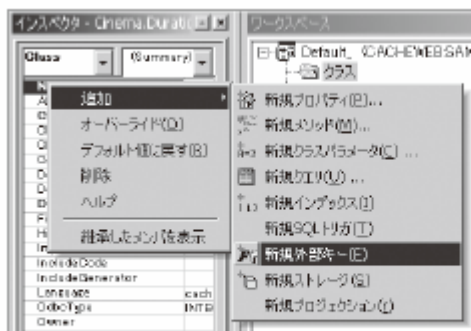 インスペクタ - Cinema.Durati
ワークスペース
Class
(Summary)
Default_ (CACHEWEB:SAM
クラス
追加
オーバーライド(O)
デフォルト値に戻す(R)
削除
ヘルプ
継承したメンバを表示
新規プロパティ(P)...
新規メソッド(M)...
新規クラスパラメータ(C) ...
新規クエリ(U) ...
新規インデックス(I)
新規SQLトリガ(T)
新規外部キー(E)
新規ストレージ(S)
新規プロジェクション(J)
IncludeCode
IncludeGenerator
Language
cach
OdbcType
INTE
Owner